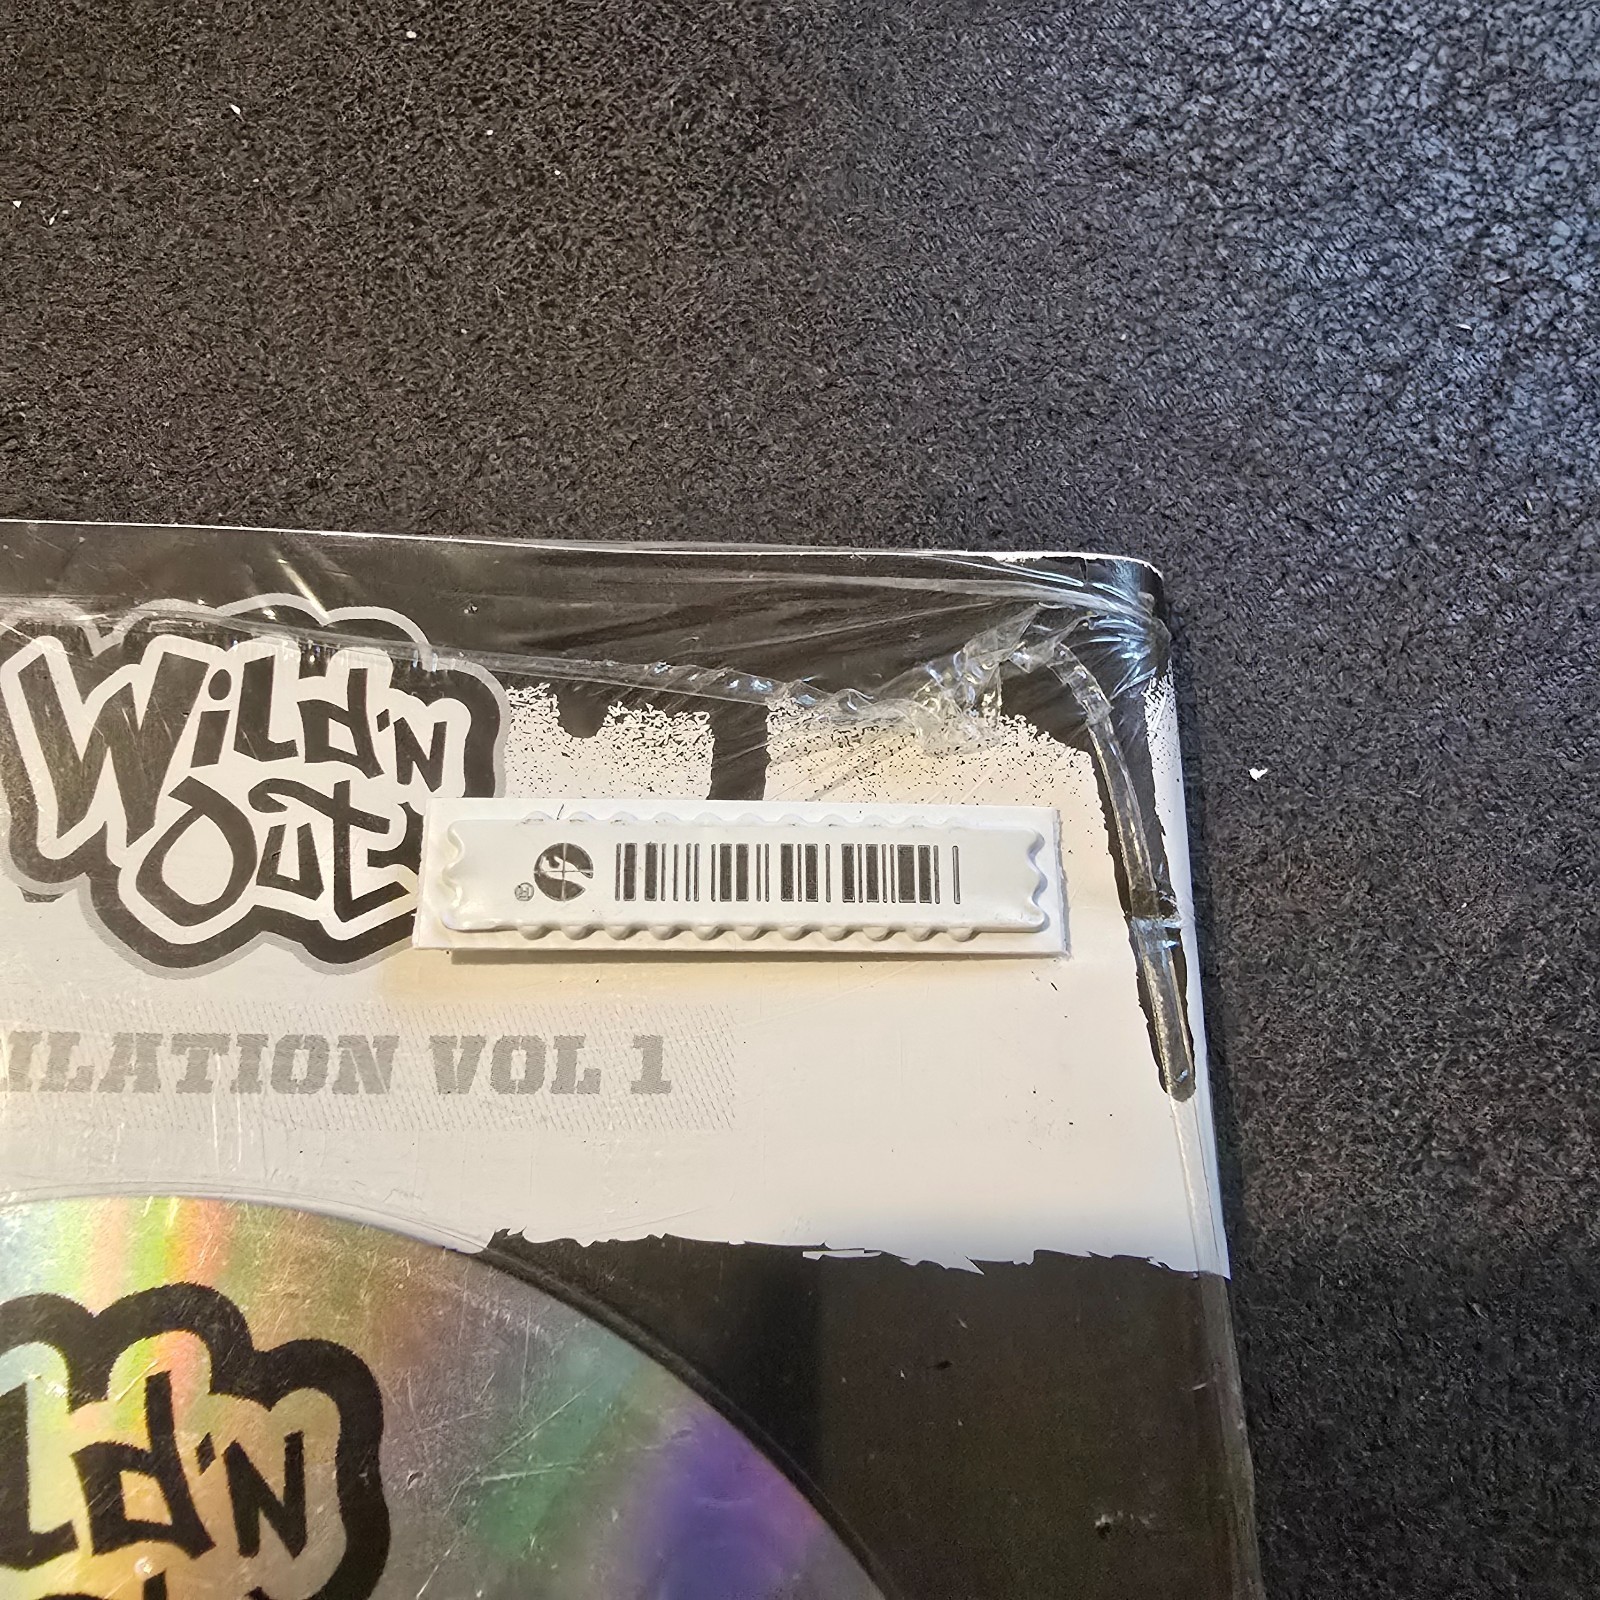 Wild'n
Out
ILATION VOL 1
ld'n